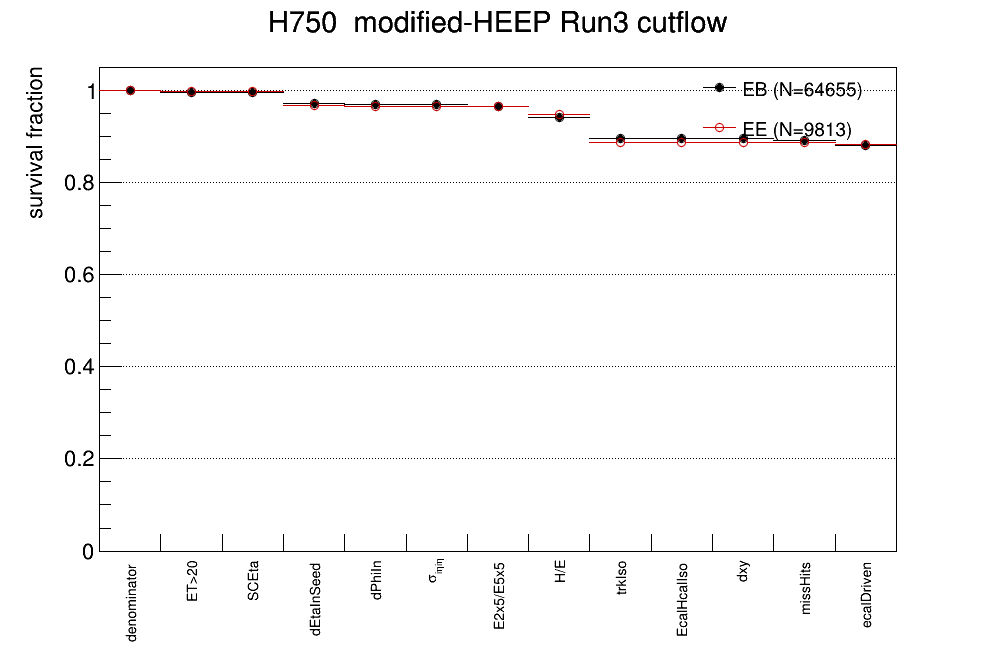 H750 modified-HEEP Run3 cutflow
survival fraction
1
0.8
0.6
0.4
0.2
0
EB (N=64655)
EE (N=9813)
denominator
ET>20
SCEta
dEtaInSeed
dPhiIn
σiηiη
E2x5/E5x5
H/E
trkIso
EcalHcalIso
dxy
missHits
ecalDriven